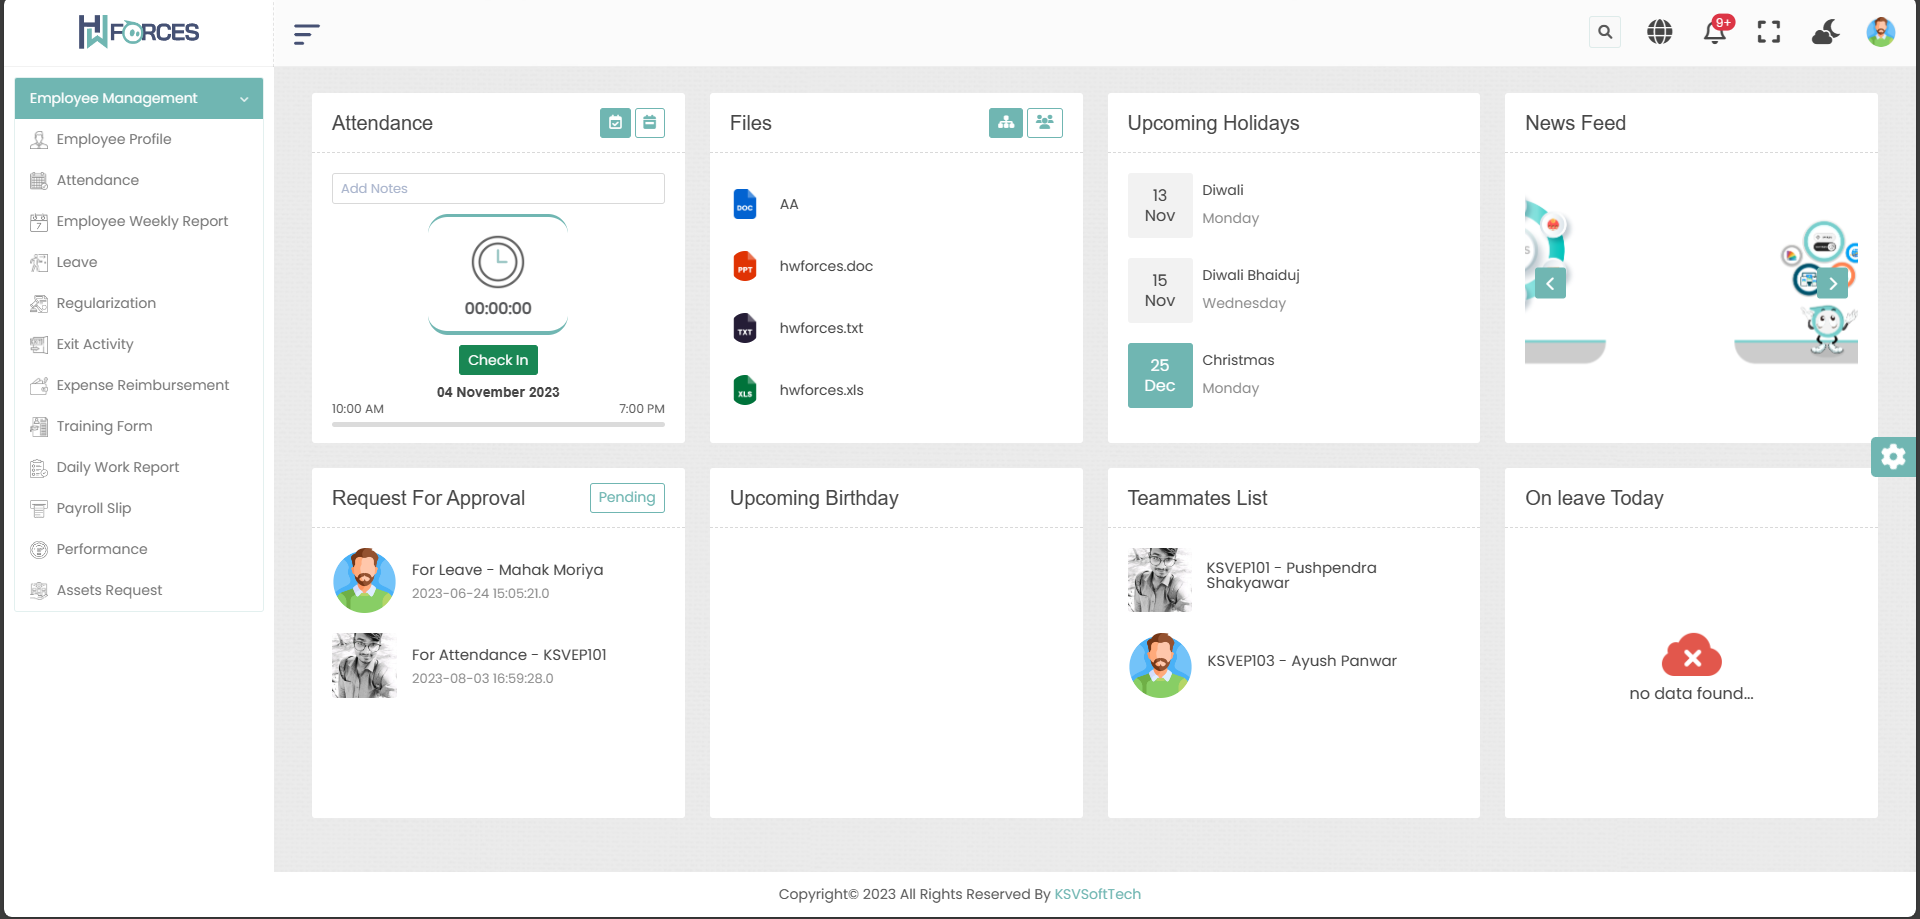 HWFORCES
9+
Employee Management
Employee Profile
Attendance
Employee Weekly Report
Leave
Regularization
Exit Activity
Expense Reimbursement
Training Form
Daily Work Report
Payroll Slip
Performance
Assets Request
Attendance
Add Notes
00:00:00
Check In
04 November 2023
10:00 AM
7:00 PM
Files
DOC
AA
PPT
hwforces.doc
TXT
hwforces.txt
XLS
hwforces.xls
Upcoming Holidays
13
Nov
Diwali
Monday
15
Nov
Diwali Bhaiduj
Wednesday
25
Dec
Christmas
Monday
News Feed
Request For Approval
Pending
For Leave - Mahak Moriya
2023-06-24 15:05:21.0
For Attendance - KSVEP101
2023-08-03 16:59:28.0
Upcoming Birthday
Teammates List
KSVEP101 - Pushpendra
Shakyawar
KSVEP103 - Ayush Panwar
On leave Today
no data found...
Copyright© 2023 All Rights Reserved By KSVSoftTech